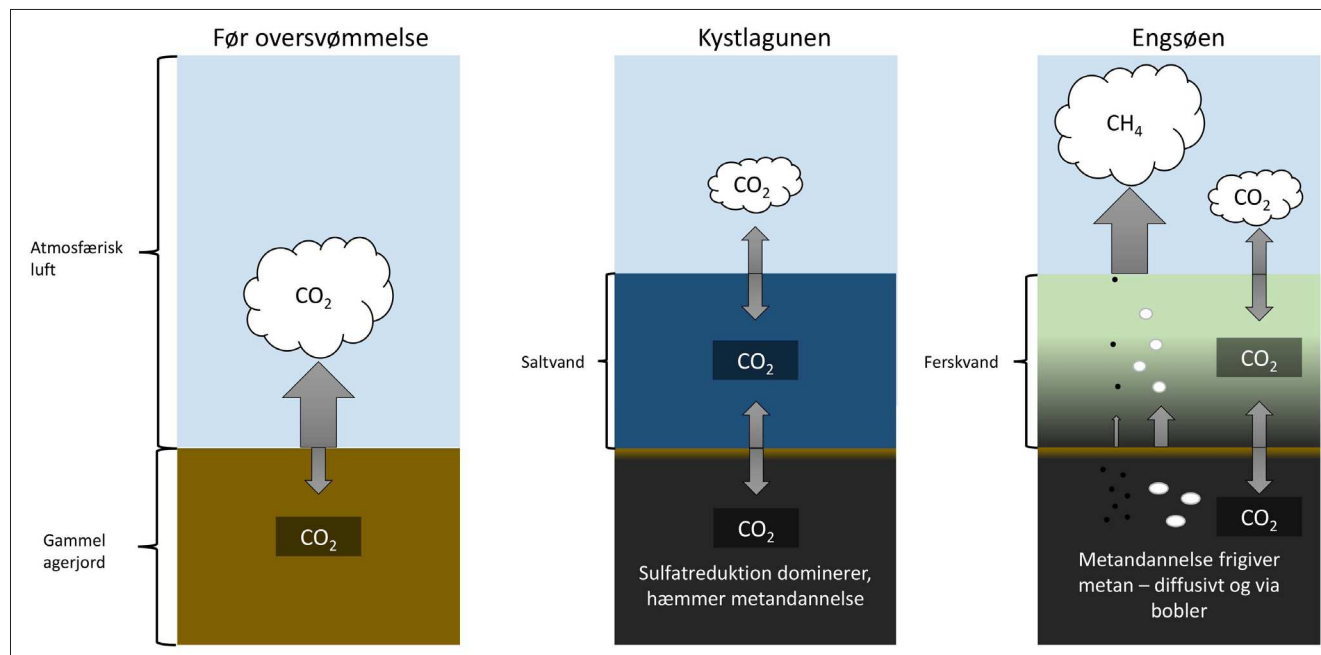 Før oversvømmelse
Atmosfærisk
luft
CO₂
Gammel
agerjord
CO₂
Kystlagunen
CO₂
Saltvand
CO₂
CO₂
Sulfatreduktion dominerer,
hæmmer metandannelse
Engsøen
CH₄
CO₂
Ferskvand
CO₂
CO₂
Metandannelse frigiver
metan – diffusivt og via
bobler